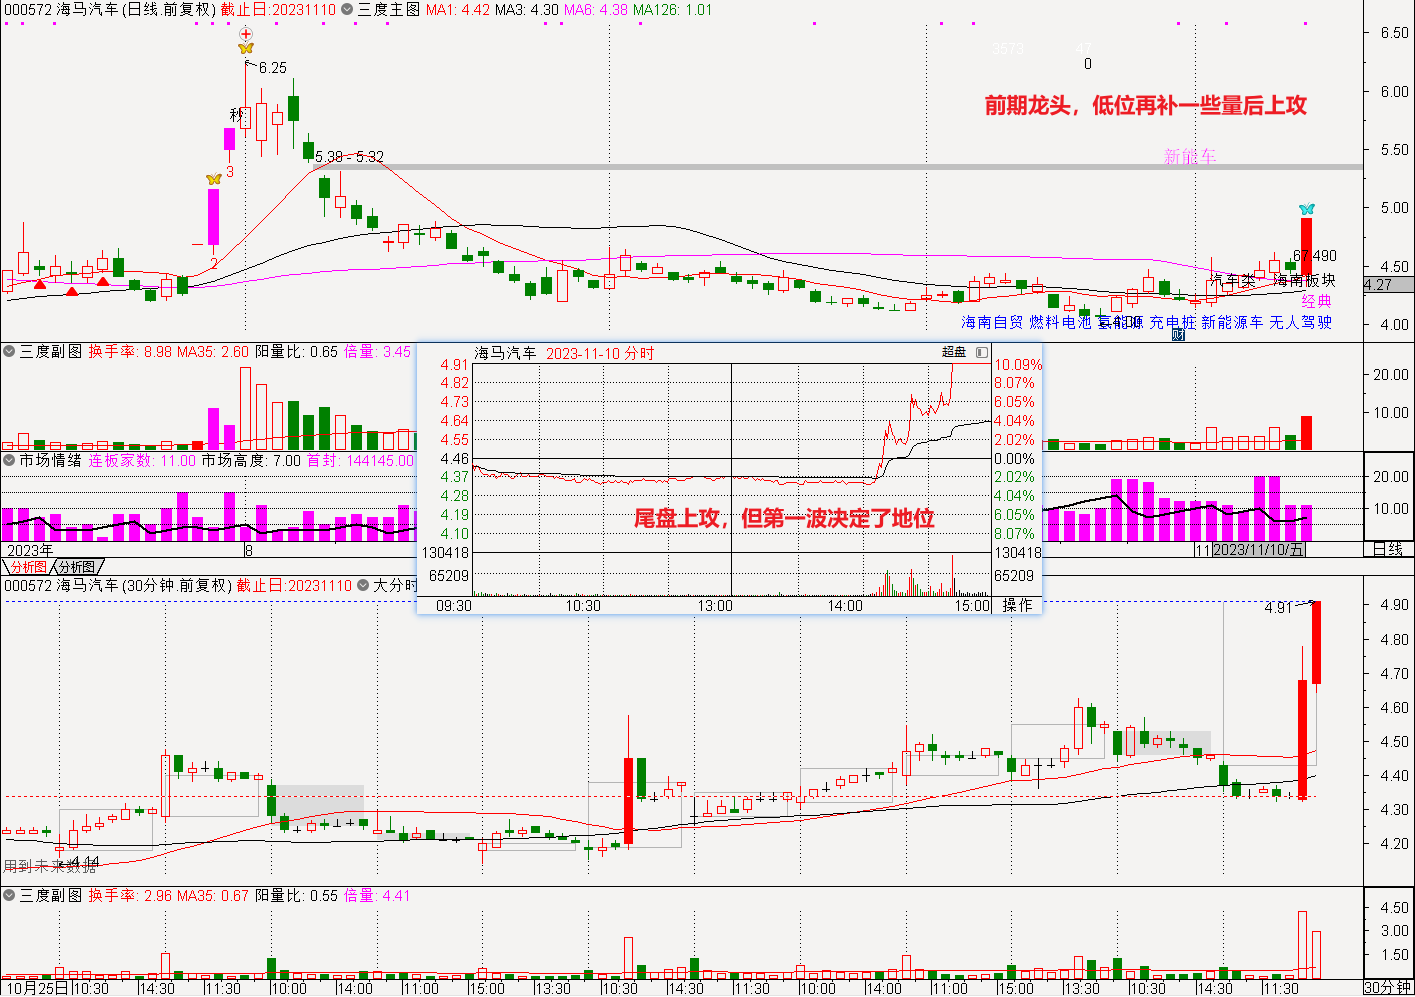 000572 海马汽车(日线.前复权) 截止日:20231110 三度主图 MA1: 4.42 MA3: 4.30 MA6: 4.38 MA126: 1.01
6.50
3573 47
0
6.25
6.00
前期龙头，低位再补一些量后上攻
秒
5.50
5.38 - 5.32
新能车
3
5.00
2
67.490
4.50
汽车类 海南板块
4.27
经典
海南自贸 燃料电池 氢能源 充电桩 新能源车 无人驾驶
4.00
财
三度副图 换手率: 8.98 MA35: 2.60 阳量比: 0.65 倍量: 3.45
20.00
10.00
市场情绪 连板家数: 11.00 市场高度: 7.00 首封: 144145.00
20.00
10.00
2023年
8
11
2023/11/10/五
日线
分析图 分析图
海马汽车 2023-11-10 分时
超盘
4.91 10.09%
4.82 8.07%
4.73 6.05%
4.64 4.04%
4.55 2.02%
4.46 0.00%
4.37 2.02%
4.28 4.04%
4.19 6.05%
4.10 8.07%
尾盘上攻，但第一波决定了地位
130418 130418
65209 65209
09:30 10:30 13:00 14:00 15:00 操作
000572 海马汽车(30分钟.前复权) 截止日:20231110 大分时
4.91
4.90
4.80
4.70
4.60
4.50
4.40
4.30
4.20
4.14
用到未来数据
三度副图 换手率: 2.96 MA35: 0.67 阳量比: 0.55 倍量: 4.41
4.50
3.00
1.50
10月25日 10:30 14:30 11:30 10:00 14:00 11:00 15:00 13:30 10:30 14:30 11:30 10:00 14:00 11:00 15:00 13:30 10:30 14:30 11:30 30分钟